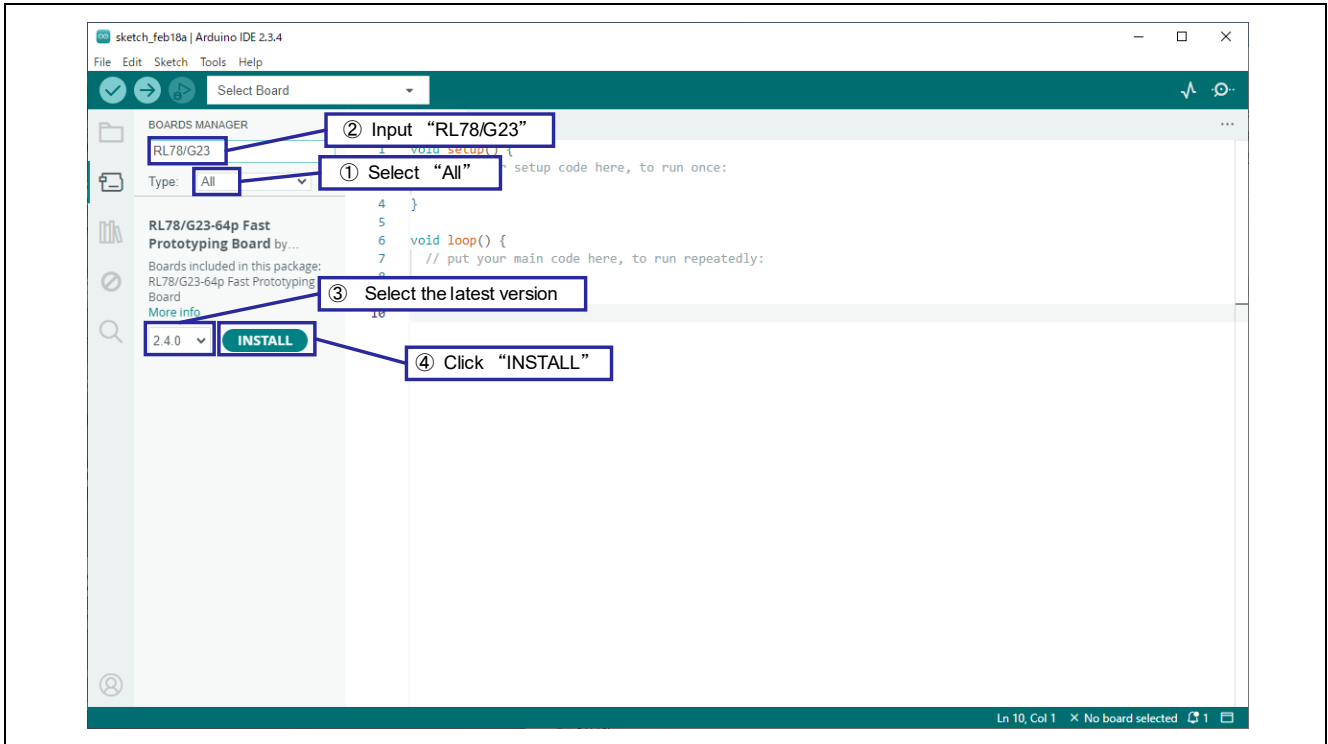 sketch_feb18a | Arduino IDE 2.3.4
File Edit Sketch Tools Help
Select Board
BOARDS MANAGER
② Input “RL78/G23”
RL78/G23
① Select “All”
Type: All
RL78/G23-64p Fast
Prototyping Board by...
Boards included in this package:
RL78/G23-64p Fast Prototyping
Board
More info
③ Select the latest version
2.4.0
INSTALL
④ Click “INSTALL”
1 void setup() {
setup code here, to run once:
4 }
5
6 void loop() {
7 // put your main code here, to run repeatedly:
10
Ln 10, Col 1 × No board selected 1